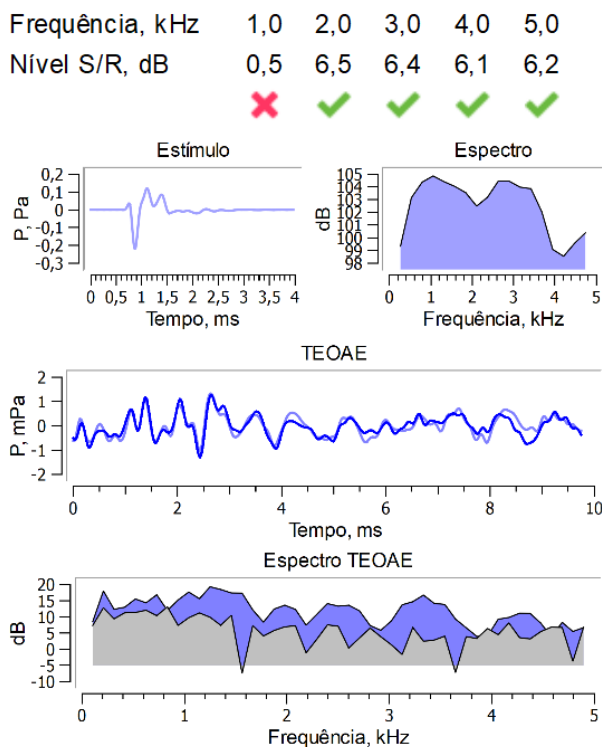 Frequência, kHz 1,0 2,0 3,0 4,0 5,0
Nível S/R, dB 0,5 6,5 6,4 6,1 6,2
Estímulo
P, Pa
0,2
0,1
0
-0,1
-0,2
-0,3
0 0,5 1 1,5 2 2,5 3 3,5 4
Tempo, ms
Espectro
dB
105
104
103
102
100
99
98
0 1 2 3 4 5
Frequência, kHz
TEOAE
P, mPa
2
1
0
-1
-2
0 2 4 6 8 10
Tempo, ms
Espectro TEOAE
dB
20
15
10
5
0
-5
-10
0 1 2 3 4 5
Frequência, kHz